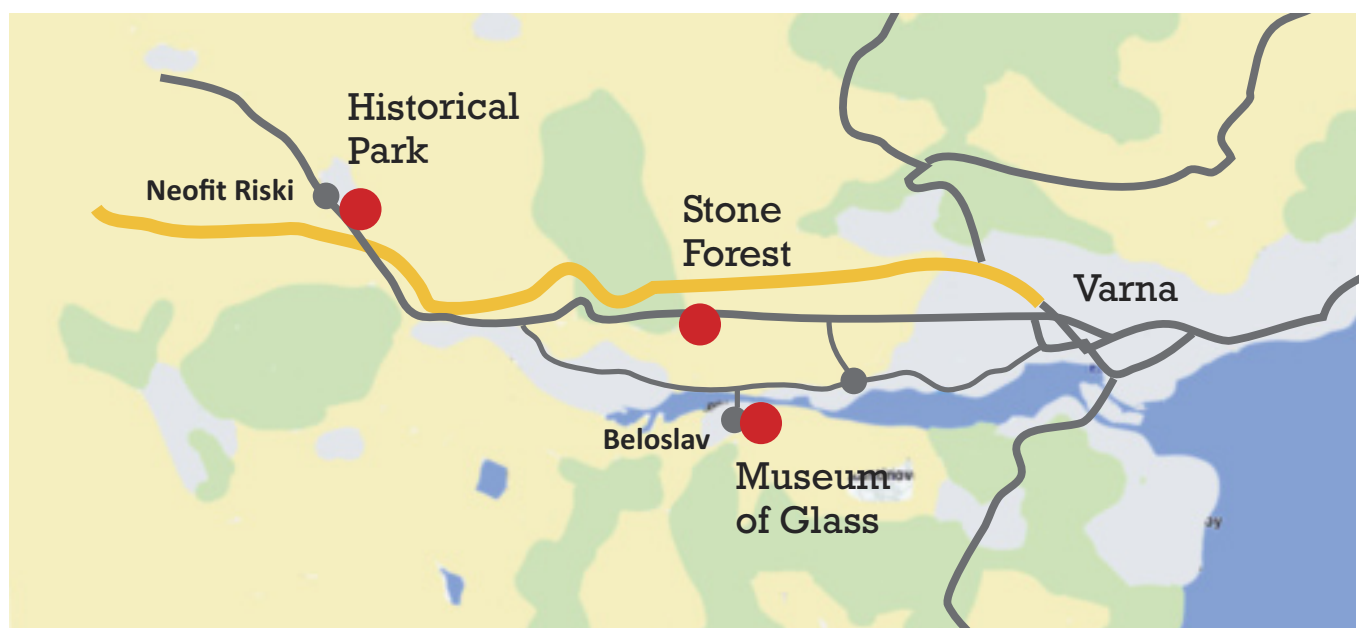 Historical
Park
Neofit Riski
Stone
Forest
Varna
Beloslav
Museum
of Glass